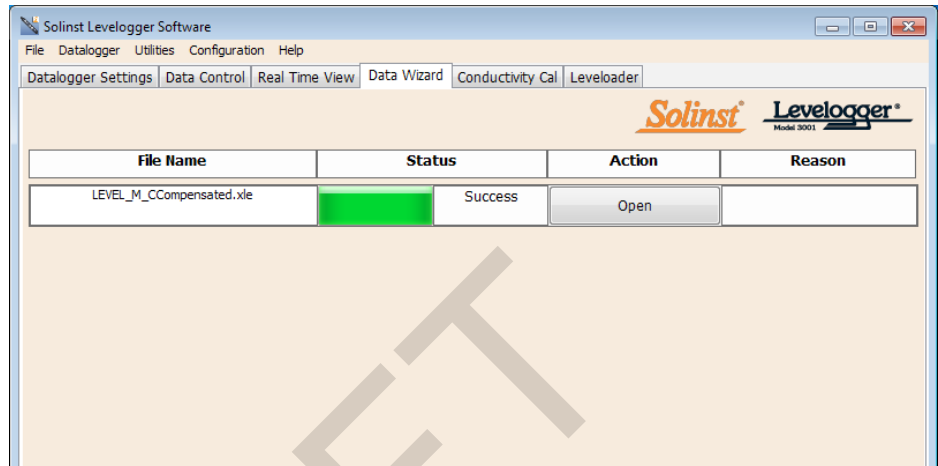 Solinst Levelogger Software
File Datalogger Utilities Configuration Help
Datalogger Settings Data Control Real Time View Data Wizard Conductivity Cal Leveloader
Solinst Levelogger
Model 3001
File Name Status Action Reason
LEVEL_M_CCompensated.xle Success Open